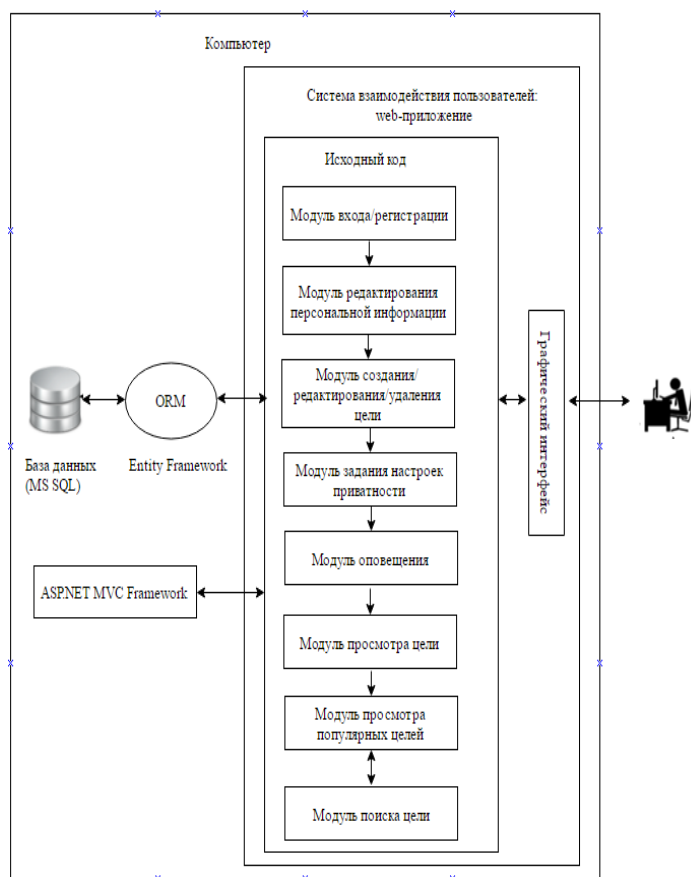 Компьютер
Система взаимодействия пользователей:
web-приложение
Исходный код
Модуль входа/регистрации
Модуль редактирования
персональной информации
Модуль создания/
редактирования/удаления
цели
ORM
База данных
(MS SQL)
Entity Framework
Графический интерфейс
Модуль задания настроек
приватности
Модуль оповещения
ASP.NET MVC Framework
Модуль просмотра цели
Модуль просмотра
популярных целей
Модуль поиска цели